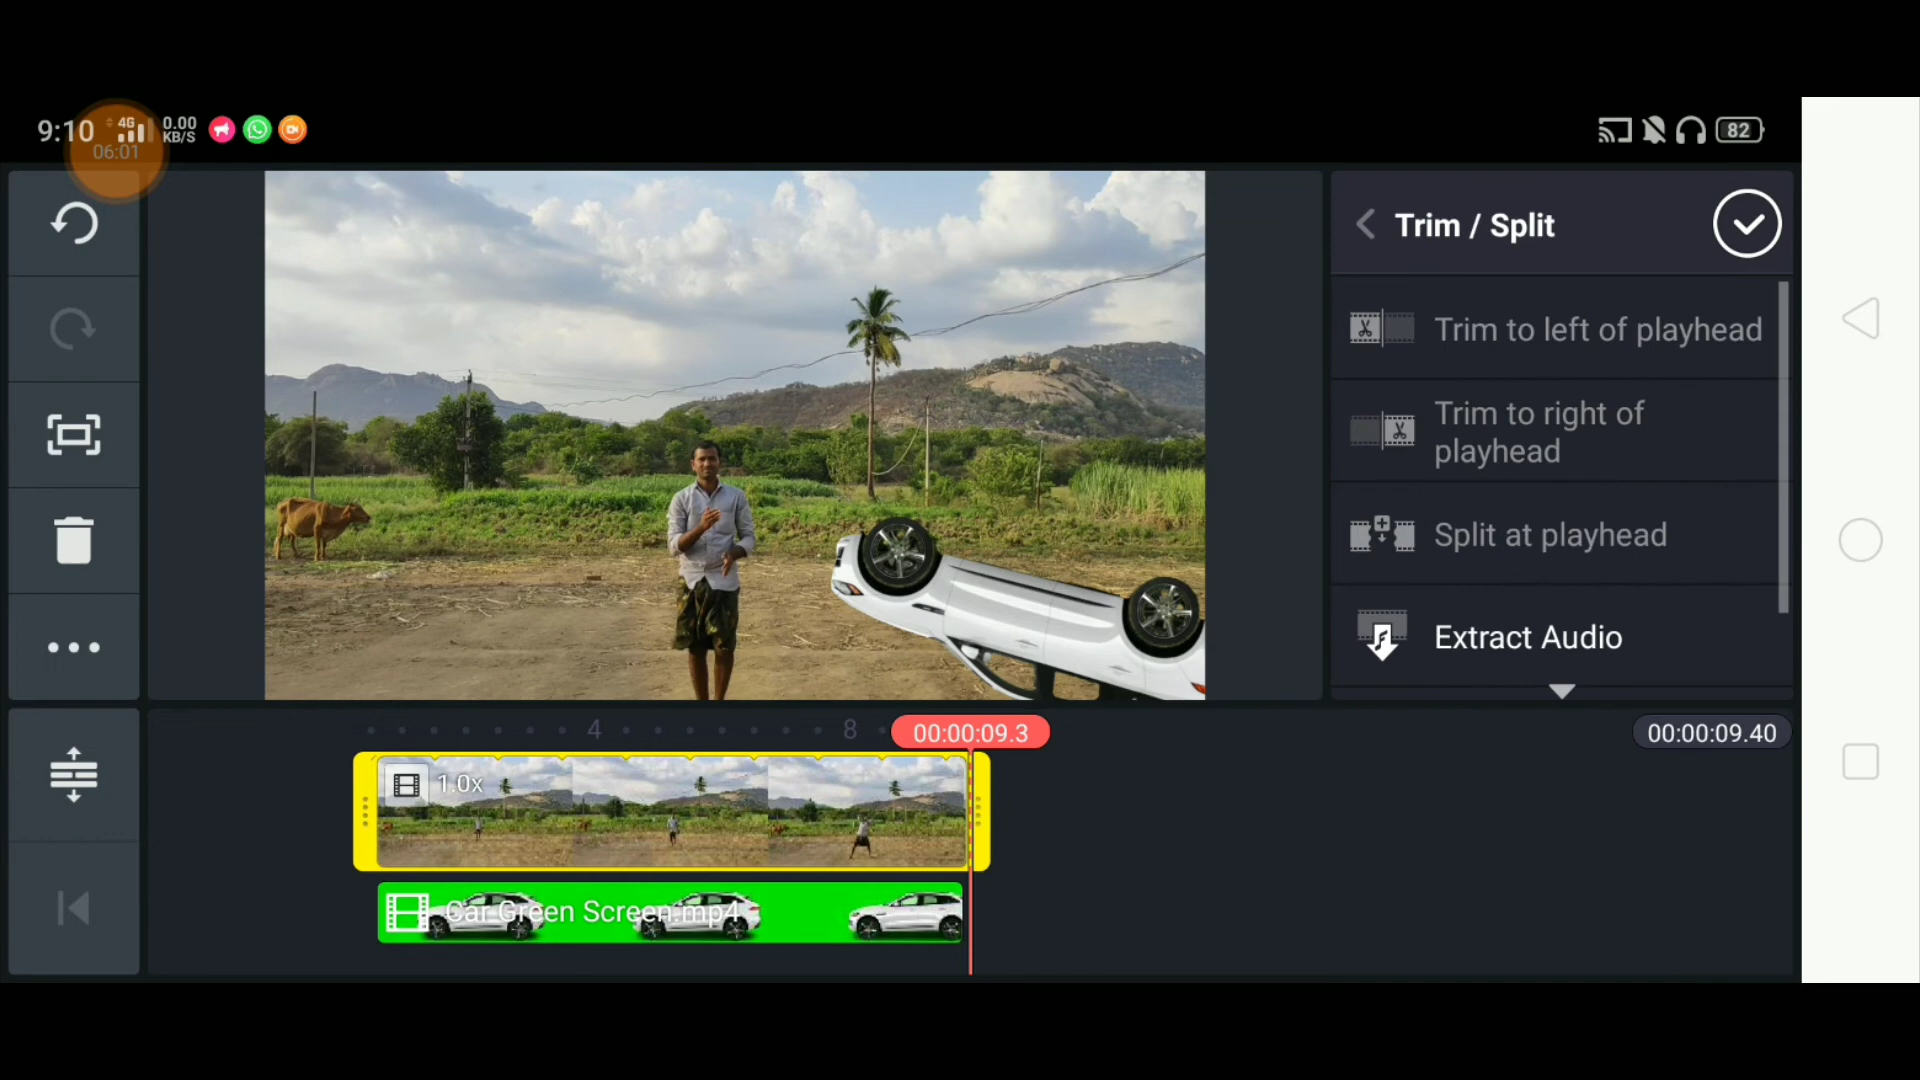 9:10
4G
0.00
KB/S
06:01
82
Trim / Split
Trim to left of playhead
Trim to right of
playhead
Split at playhead
Extract Audio
4
8
00:00:09.3
00:00:09.40
1.0x
Car Green Screen.mp4